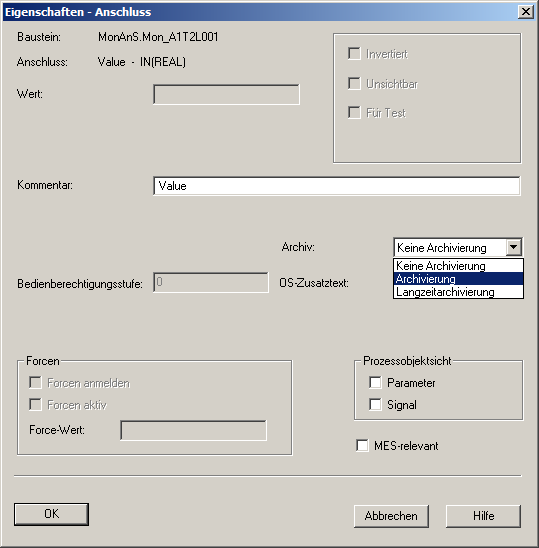 Eigenschaften - Anschluss
Baustein: MonAnS.Mon_A1T2L001
Anschluss: Value - IN(REAL)
Wert:
Invertiert
Unsichtbar
Für Test
Kommentar: Value
Archiv: Keine Archivierung
Keine Archivierung
Archivierung
Langzeitarchivierung
Bedienberechtigungsstufe: 0 OS-Zusatztext:
Forcen
Forcen anmelden
Forcen aktiv
Force-Wert:
Prozessobjektsicht
Parameter
Signal
MES-relevant
OK Abbrechen Hilfe